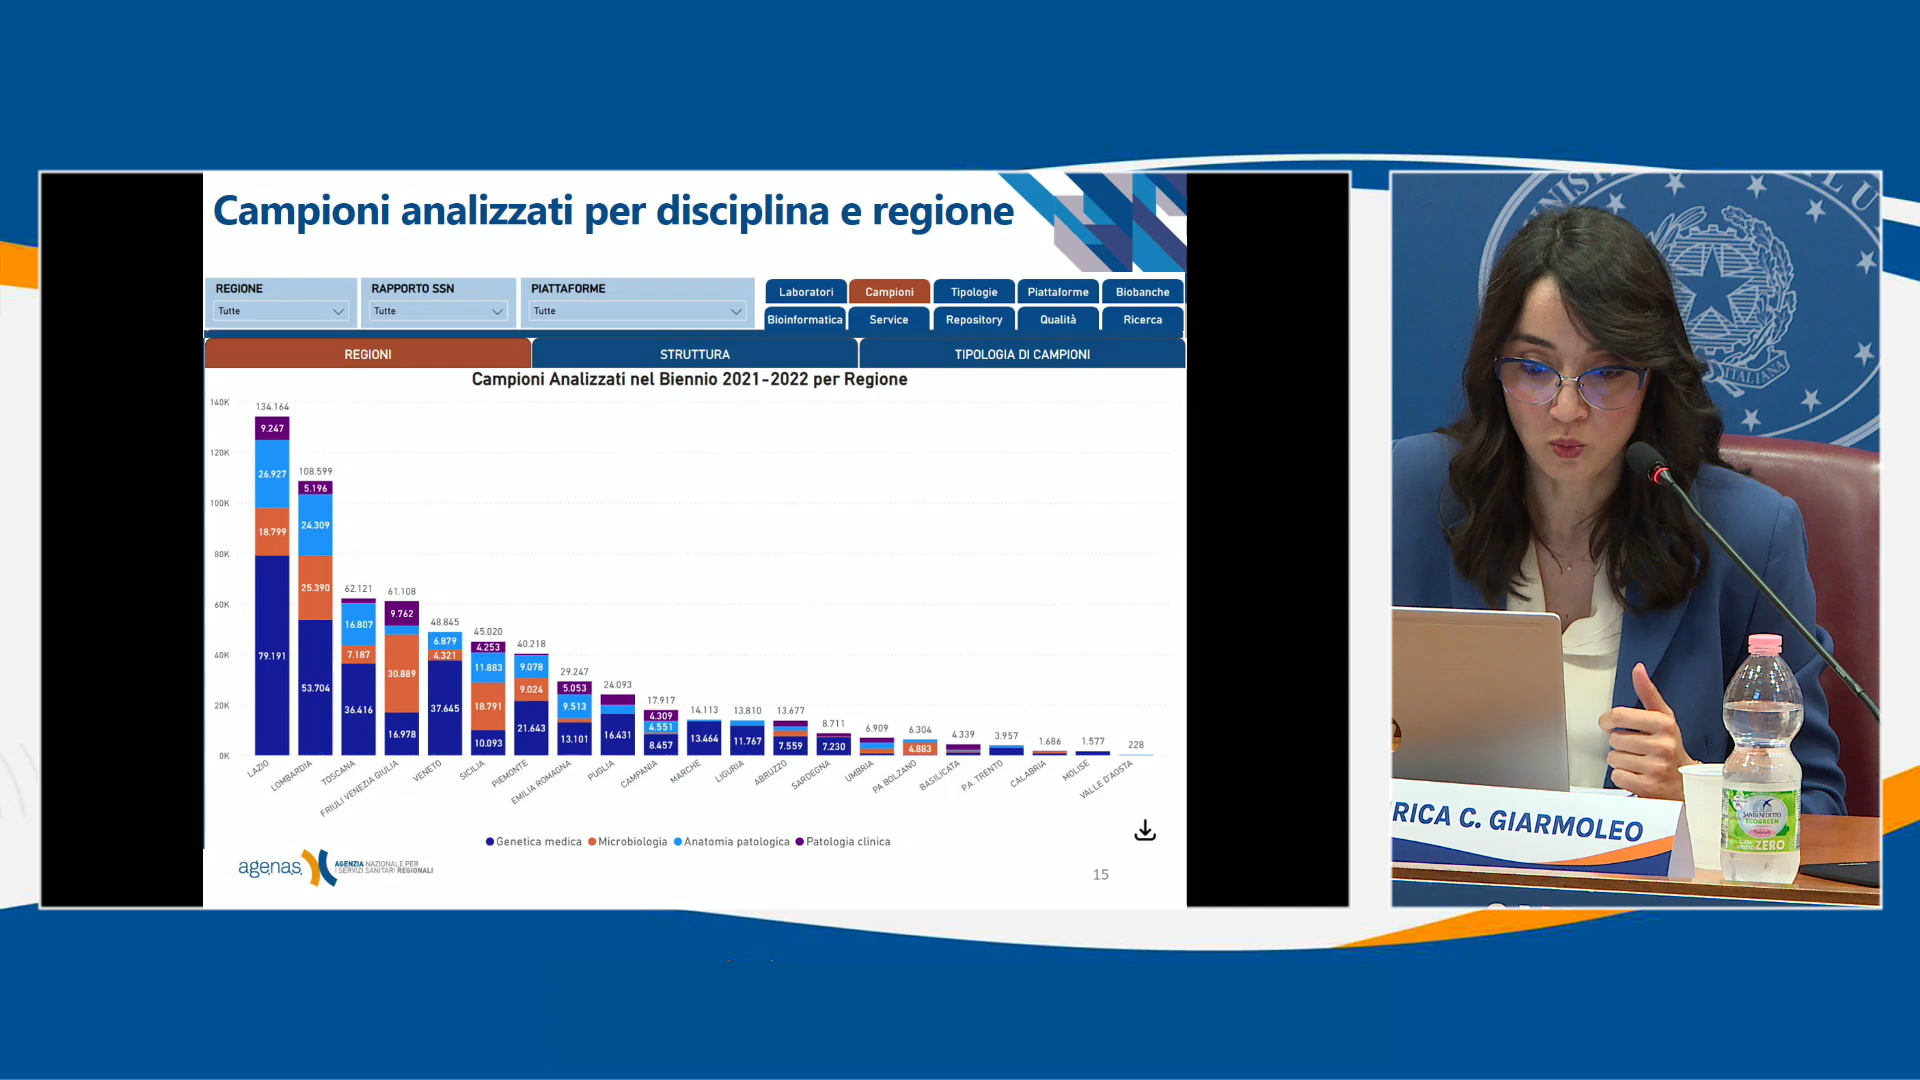 Campioni analizzati per disciplina e regione
REGIONE
Tutte
RAPPORTO SSN
Tutte
PIATTAFORME
Tutte
Laboratori
Campioni
Tipologie
Piattaforme
Biobanche
Bioinformatica
Service
Repository
Qualità
Ricerca
REGIONI
STRUTTURA
TIPOLOGIA DI CAMPIONI
Campioni Analizzati nel Biennio 2021-2022 per Regione
140K
120K
100K
80K
60K
40K
20K
0K
134.164
9.247
26.927
18.799
79.191
108.599
5.196
24.309
25.390
53.704
62.121
16.807
7.187
36.416
61.108
9.762
30.889
16.978
48.845
6.879
4.321
37.645
45.020
4.253
11.883
18.791
10.093
40.218
9.078
9.024
21.643
29.247
5.053
9.513
13.101
24.093
16.431
17.917
4.309
4.551
8.457
14.113
13.464
13.810
11.767
13.677
7.559
8.711
7.230
6.909
6.304
4.883
4.339
3.957
1.686
1.577
228
LAZIO
LOMBARDIA
TOSCANA
FRIULI VENEZIA GIULIA
VENETO
SICILIA
PIEMONTE
EMILIA ROMAGNA
PUGLIA
CAMPANIA
MARCHE
LIGURIA
ABRUZZO
SARDEGNA
UMBRIA
PA BOLZANO
BASILICATA
P.A. TRENTO
CALABRIA
MOLISE
VALLE D'AOSTA
Genetica medica
Microbiologia
Anatomia patologica
Patologia clinica
agenas.
AGENZIA NAZIONALE PER
I SERVIZI SANITARI REGIONALI
15
ITALIANA
RICA C. GIARMOLEO
SAN BENEDETTO
ECOGREEN
ZERO